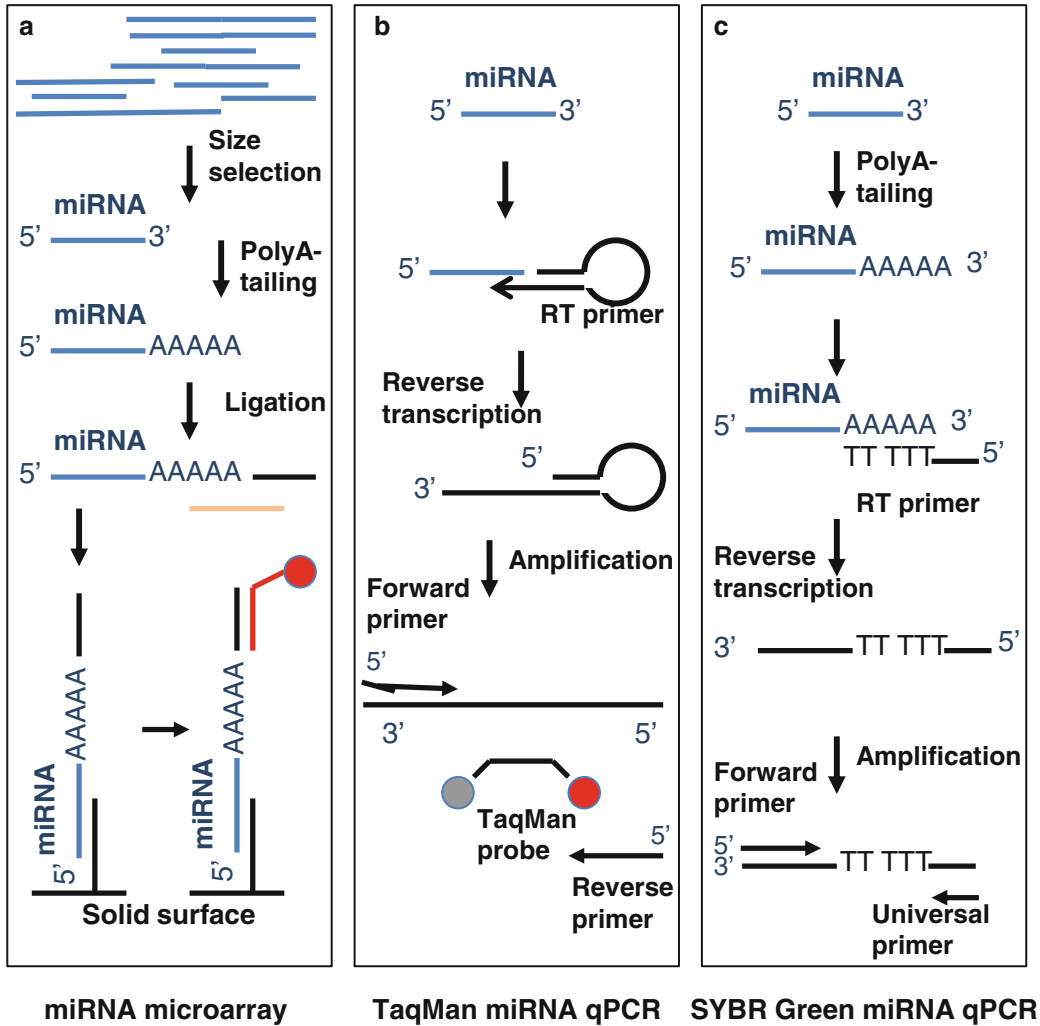 a
Size
selection
miRNA
5’ 3’
PolyA-
tailing
miRNA
5’ AAAAA
Ligation
miRNA
5’ AAAAA
AAAAA
miRNA
5’
AAAAA
miRNA
5’
Solid surface
miRNA microarray
b
miRNA
5’ 3’
5’
RT primer
Reverse
transcription
5’
3’
Amplification
Forward
primer
5’
3’ 5’
TaqMan
probe
5’
Reverse
primer
TaqMan miRNA qPCR
c
miRNA
5’ 3’
PolyA-
tailing
miRNA
5’ AAAAA 3’
miRNA
5’ AAAAA 3’
TT TTT 5’
RT primer
Reverse
transcription
3’ TT TTT 5’
Amplification
Forward
primer
5’
3’ TT TTT
Universal
primer
SYBR Green miRNA qPCR